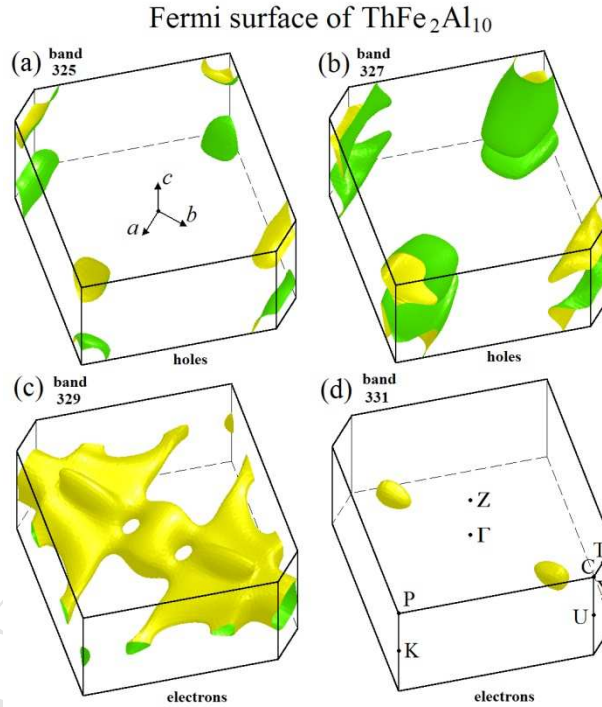 Fermi surface of ThFe₂Al₁₀
(a) band 325
c
a
b
holes
(b) band 327
holes
(c) band 329
electrons
(d) band 331
Z
Γ
T
C
P
U
K
electrons